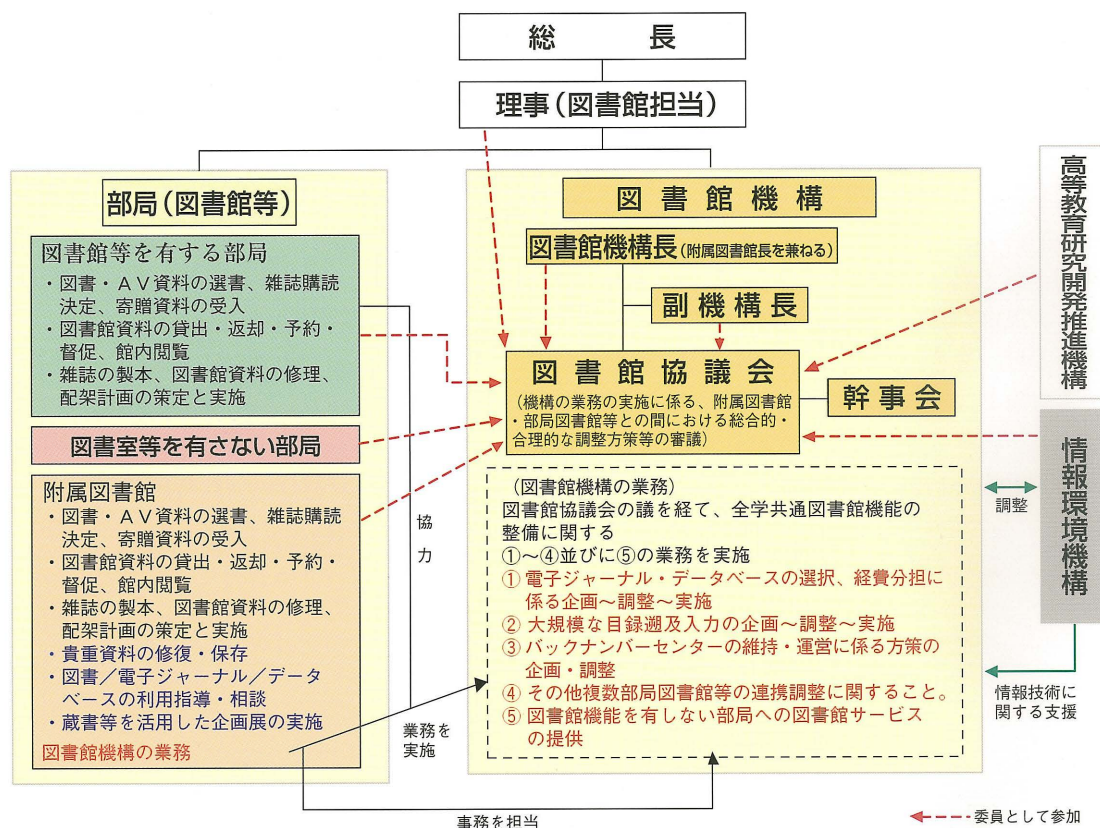 総長
理事(図書館担当)
部局(図書館等)
図書館等を有する部局
・図書・AV資料の選書、雑誌購読
決定、寄贈資料の受入
・図書館資料の貸出・返却・予約・
督促、館内閲覧
・雑誌の製本、図書館資料の修理、
配架計画の策定と実施
図書室等を有さない部局
附属図書館
・図書・AV資料の選書、雑誌購読
決定、寄贈資料の受入
・図書館資料の貸出・返却・予約・
督促、館内閲覧
・雑誌の製本、図書館資料の修理、
配架計画の策定と実施
・貴重資料の修復・保存
・図書/電子ジャーナル/データ
ベースの利用指導・相談
・蔵書等を活用した企画展の実施
図書館機構の業務
協力
業務を
実施
事務を担当
図書館機構
図書館機構長(附属図書館長を兼ねる)
副機構長
図書館協議会
(機構の業務の実施に係る、附属図書館
・部局図書館等との間における総合的・
合理的な調整方策等の審議)
幹事会
(図書館機構の業務)
図書館協議会の議を経て、全学共通図書館機能の
整備に関する
①~④並びに⑤の業務を実施
① 電子ジャーナル・データベースの選択、経費分担に
係る企画~調整~実施
② 大規模な目録遡及入力の企画~調整~実施
③ バックナンバーセンターの維持・運営に係る方策の
企画・調整
④ その他複数部局図書館等の連携調整に関すること。
⑤ 図書館機能を有しない部局への図書館サービス
の提供
高等教育研究開発推進機構
情報環境機構
調整
情報技術に
関する支援
委員として参加